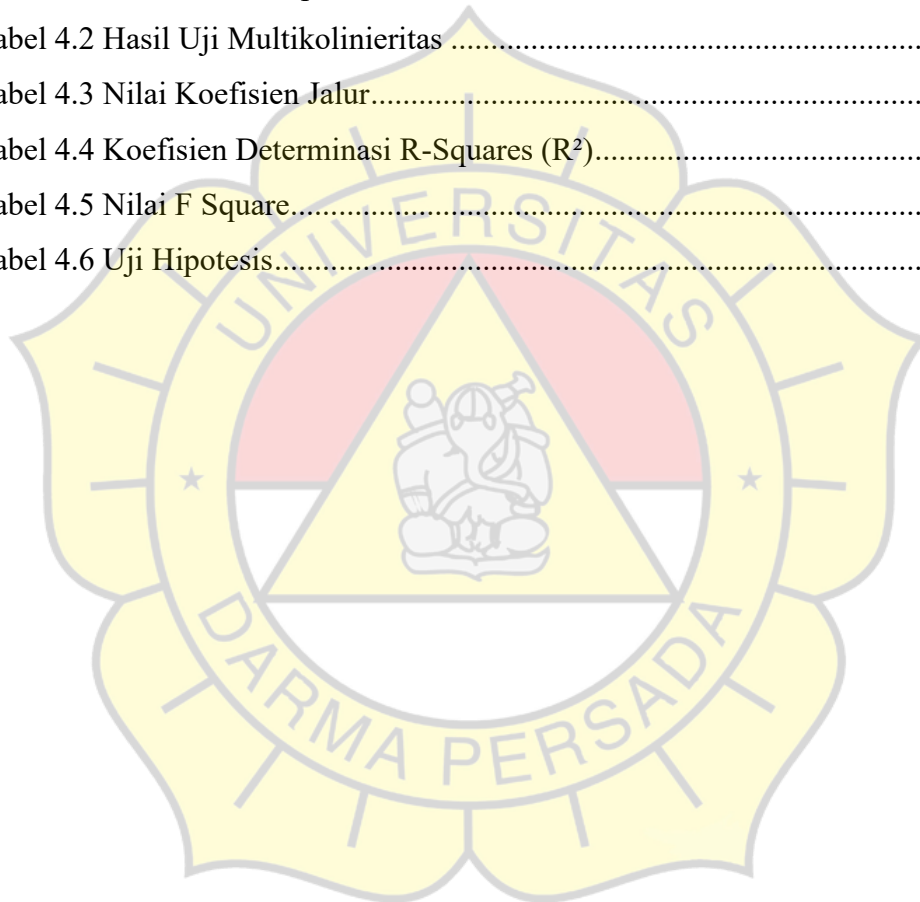 abel 4.2 Hasil Uji Multikolinieritas ..........................................................
abel 4.3 Nilai Koefisien Jalur....................................................................
abel 4.4 Koefisien Determinasi R-Squares (R²)........................................
abel 4.5 Nilai F Square..............................................................................
abel 4.6 Uji Hipotesis................................................................................
UNIVERSITAS
DARMA PERSADA